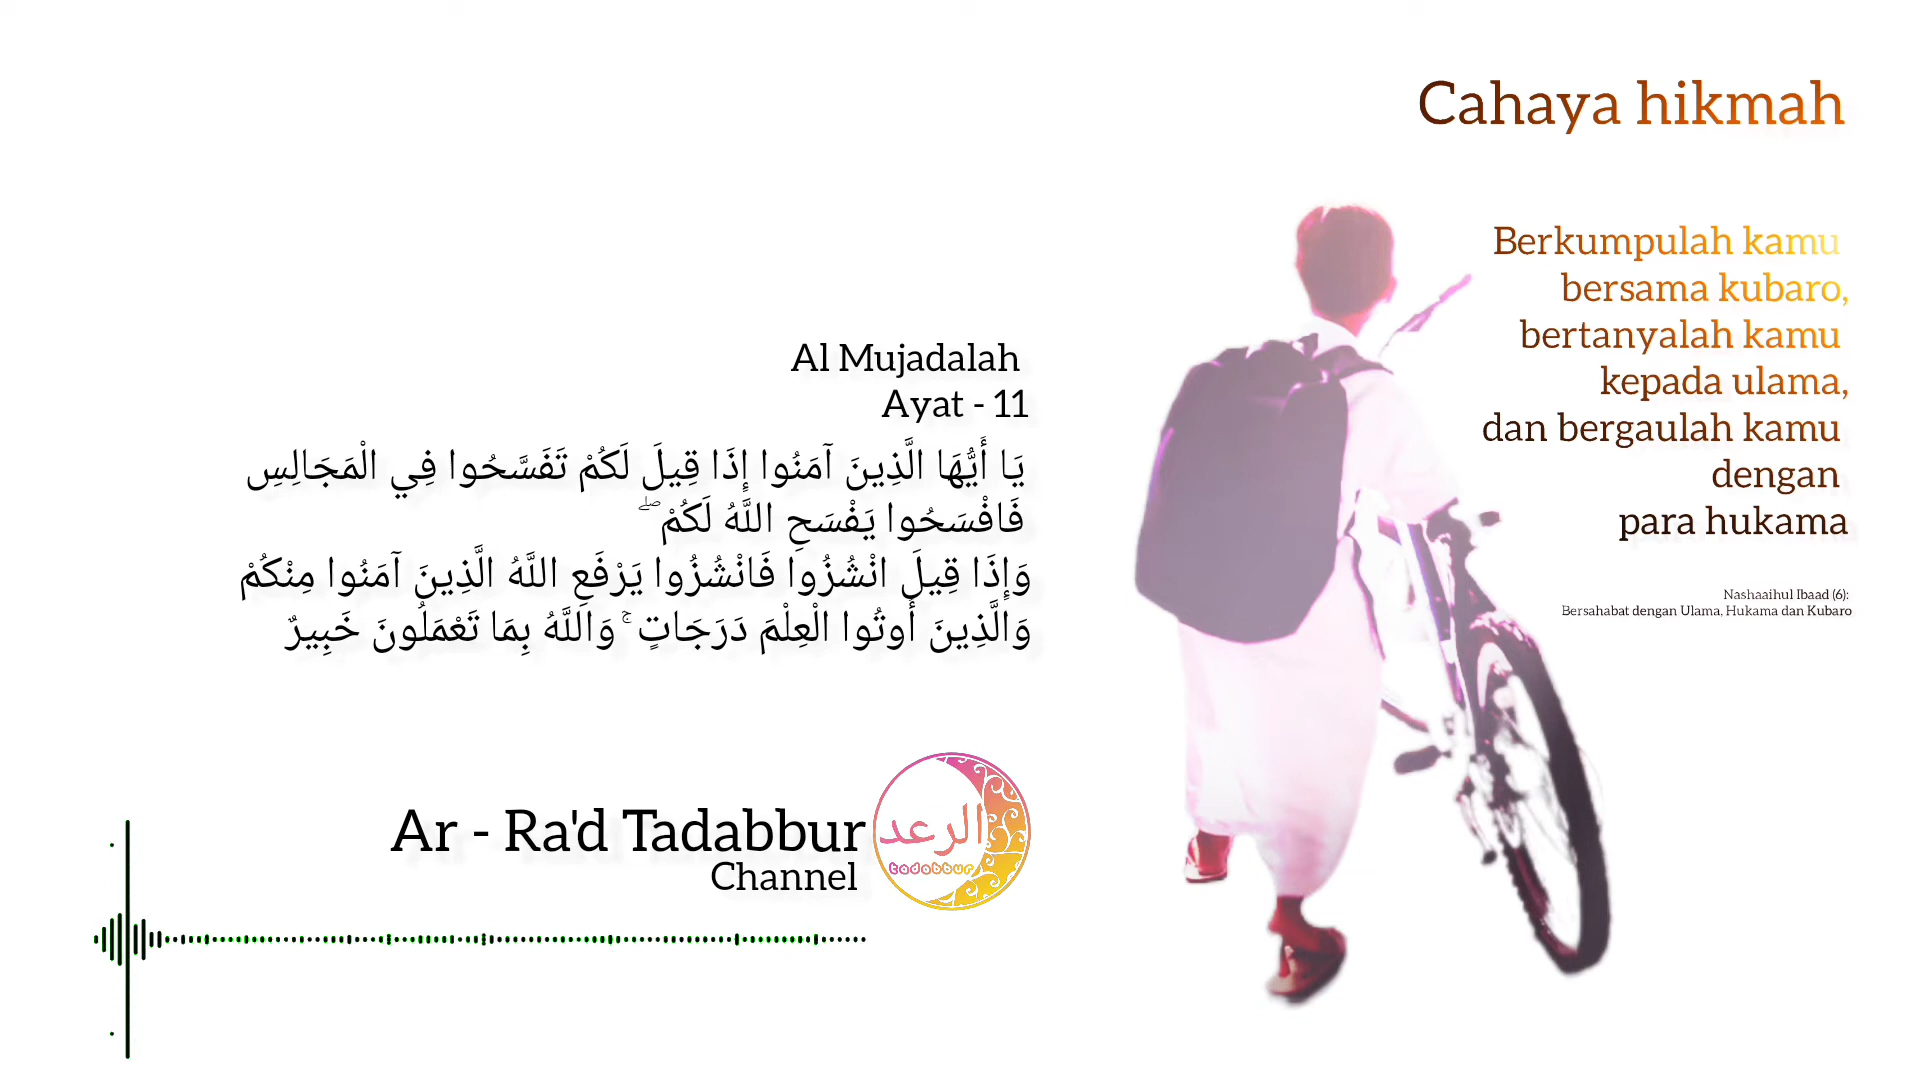 Cahaya hikmah
Berkumpulah kamu
bersama kubaro,
bertanyalah kamu
kepada ulama,
dan bergaulah kamu
dengan
para hukama
Nashaaihul Ibaad (6):
Bersahabat dengan Ulama, Hukama dan Kubaro
Al Mujadalah
Ayat - 11
يَا أَيُّهَا الَّذِينَ آمَنُوا إِذَا قِيلَ لَكُمْ تَفَسَّحُوا فِي الْمَجَالِسِ
فَافْسَحُوا يَفْسَحِ اللَّهُ لَكُمْ ۖ
وَإِذَا قِيلَ انْشُزُوا فَانْشُزُوا يَرْفَعِ اللَّهُ الَّذِينَ آمَنُوا مِنْكُمْ
وَالَّذِينَ أُوتُوا الْعِلْمَ دَرَجَاتٍ ۚ وَاللَّهُ بِمَا تَعْمَلُونَ خَبِيرٌ
Ar - Ra'd Tadabbur
Channel
الرعد
tadabbur